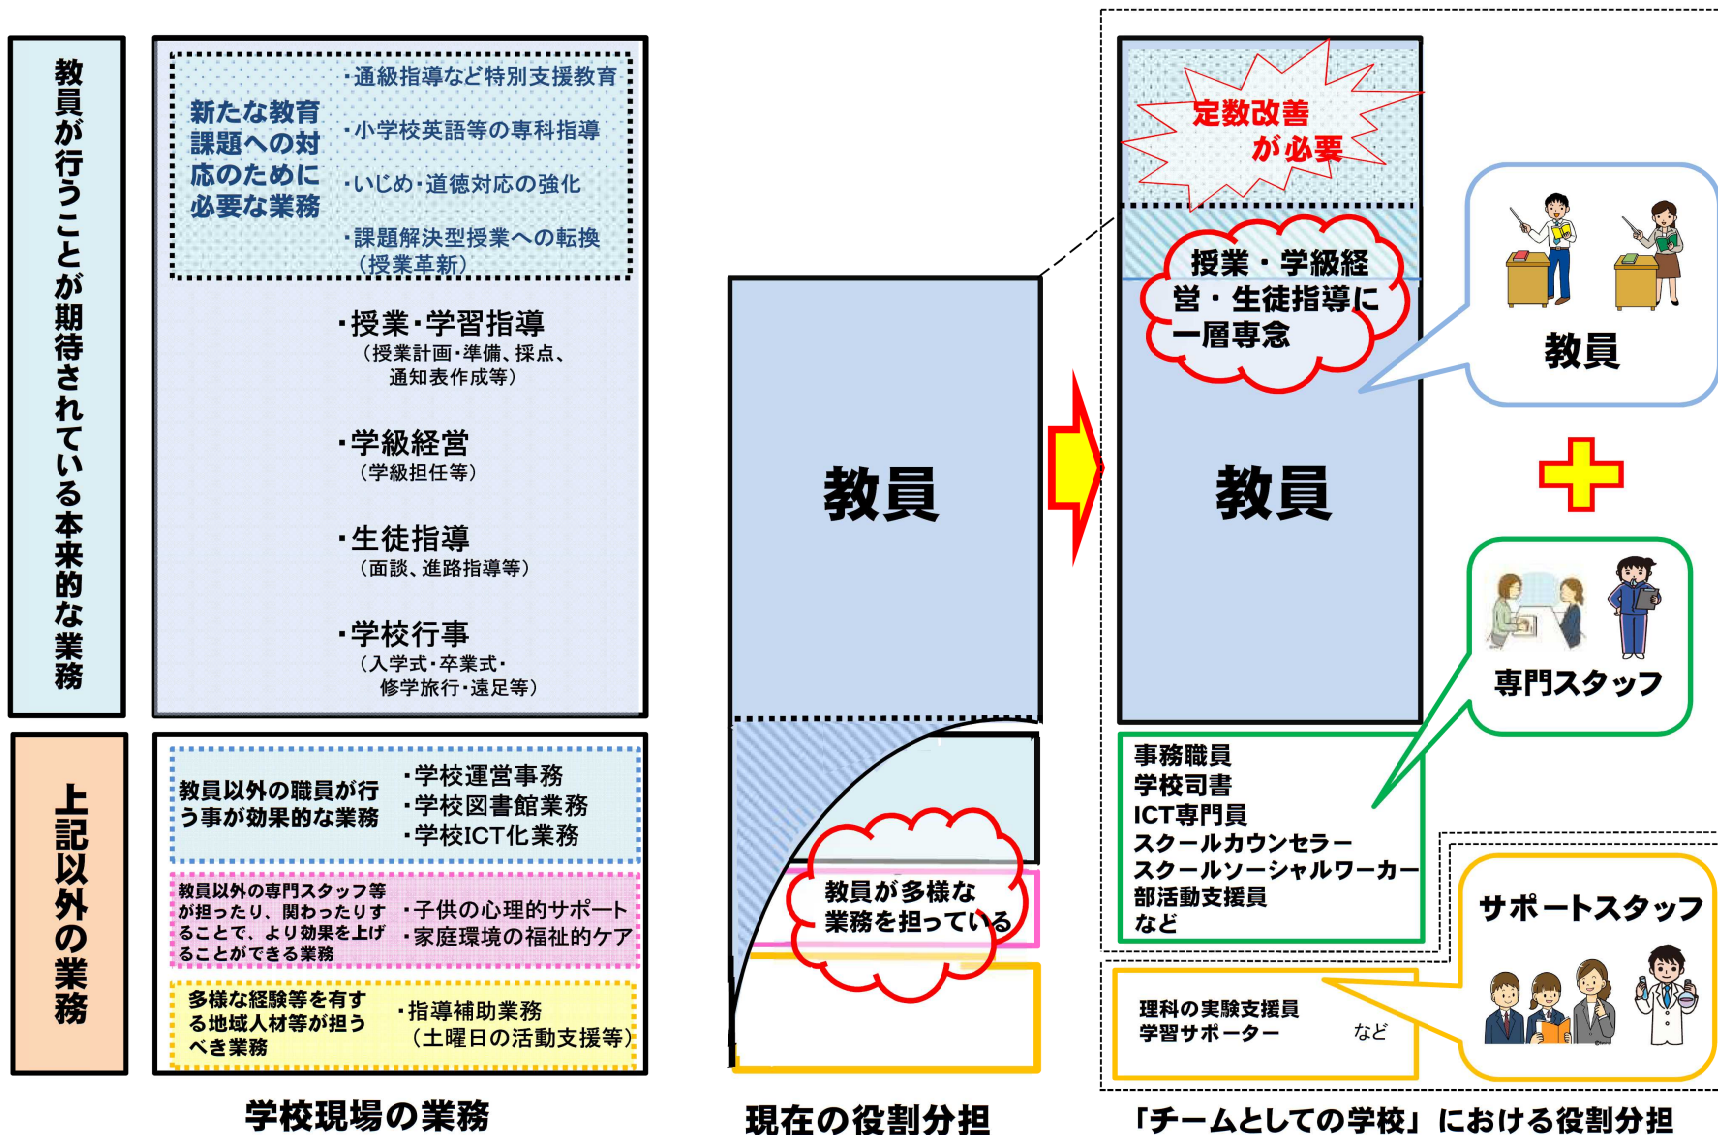 教員が行うことが期待されている本来的な業務
新たな教育
課題への対
応のために
必要な業務
・通級指導など特別支援教育
・小学校英語等の専科指導
・いじめ・道徳対応の強化
・課題解決型授業への転換
（授業革新）
・授業・学習指導
（授業計画・準備、採点、
通知表作成等）
・学級経営
（学級担任等）
・生徒指導
（面談、進路指導等）
・学校行事
（入学式・卒業式・
修学旅行・遠足等）
上記以外の業務
教員以外の職員が行
う事が効果的な業務
・学校運営事務
・学校図書館業務
・学校ICT化業務
教員以外の専門スタッフ等
が担ったり、関わったりす
ることで、より効果を上げ
ることができる業務
・子供の心理的サポート
・家庭環境の福祉的ケア
多様な経験等を有す
る地域人材等が担う
べき業務
・指導補助業務
（土曜日の活動支援等）
学校現場の業務
教員
教員が多様な
業務を担っている
現在の役割分担
定数改善
が必要
授業・学級経
営・生徒指導に
一層専念
教員
教員
専門スタッフ
事務職員
学校司書
ICT専門員
スクールカウンセラー
スクールソーシャルワーカー
部活動支援員
など
サポートスタッフ
理科の実験支援員
学習サポーター など
「チームとしての学校」における役割分担